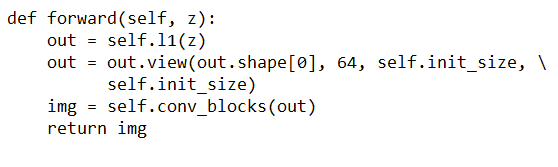 def forward(self, z):
    out = self.l1(z)
    out = out.view(out.shape[0], 64, self.init_size, \
          self.init_size)
    img = self.conv_blocks(out)
    return img